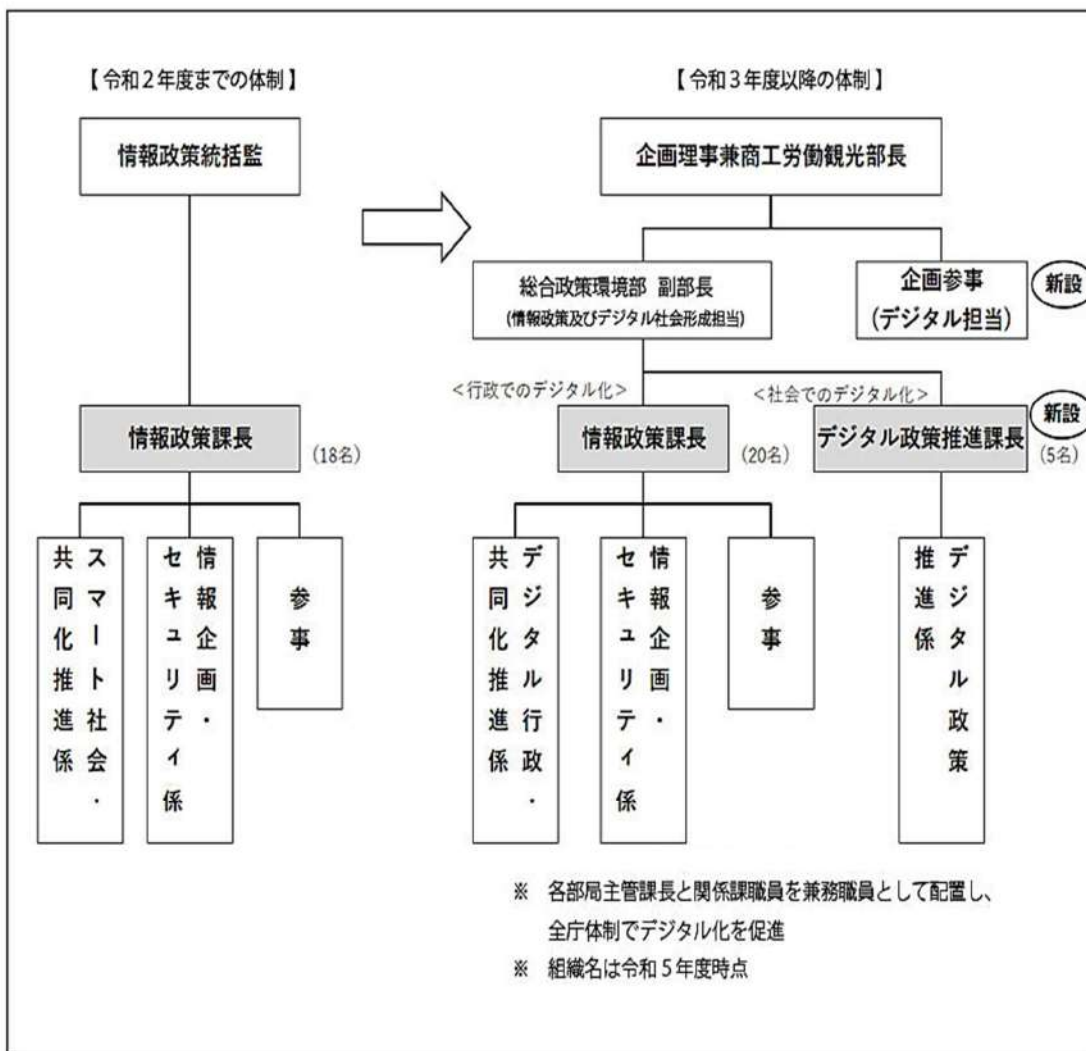 【 令和2年度までの体制 】
情報政策統括監
情報政策課長
(18名)
スマート社会・
共同化推進係
情報企画・
セキュリティ係
参事
【 令和3年度以降の体制 】
企画理事兼商工労働観光部長
総合政策環境部 副部長
(情報政策及びデジタル社会形成担当)
企画参事
(デジタル担当)
新設
<行政でのデジタル化>
<社会でのデジタル化>
情報政策課長
(20名)
デジタル政策推進課長
新設
(5名)
デジタル行政・
共同化推進係
情報企画・
セキュリティ係
参事
デジタル政策
推進係
※ 各部局主管課長と関係課職員を兼務職員として配置し、
全庁体制でデジタル化を促進
※ 組織名は令和5年度時点